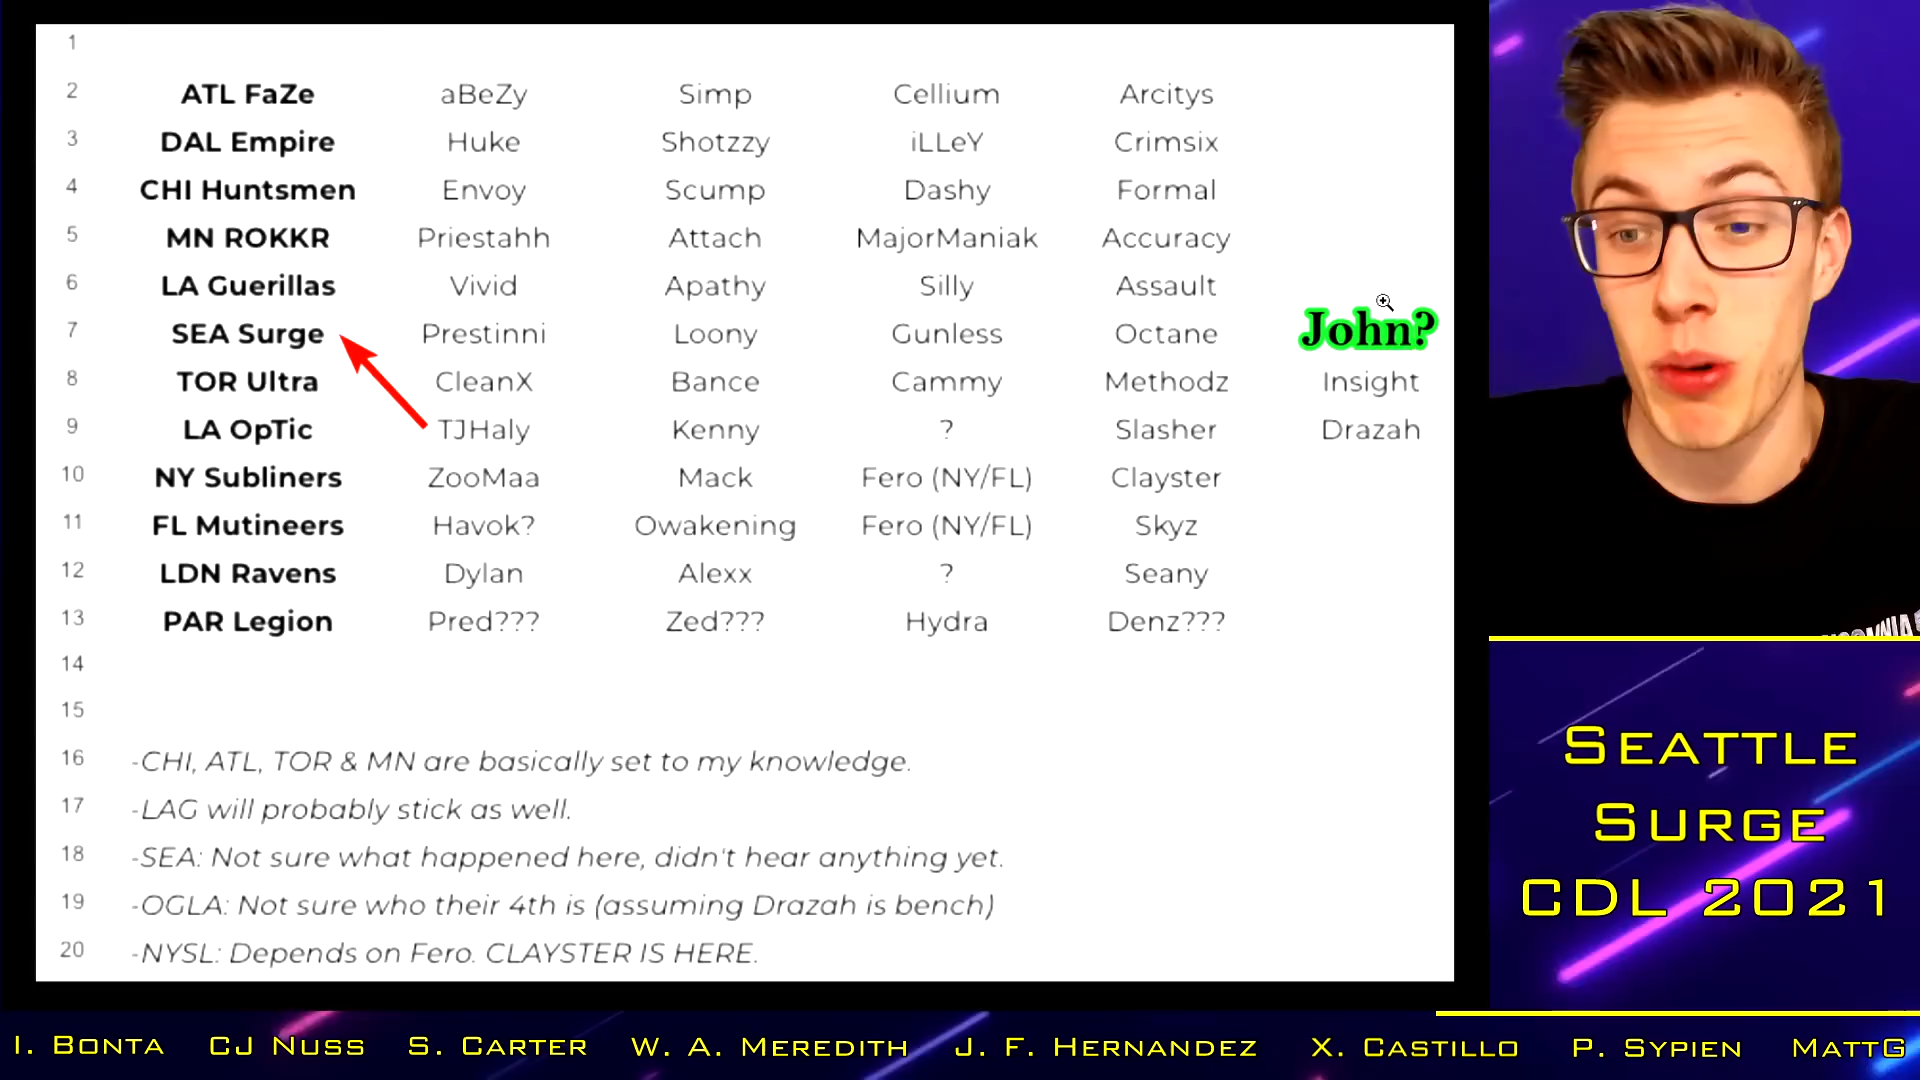 1
2 ATL FaZe aBeZy Simp Cellium Arcitys
3 DAL Empire Huke Shotzzy iLLeY Crimsix
4 CHI Huntsmen Envoy Scump Dashy Formal
5 MN ROKKR Priestahh Attach MajorManiak Accuracy
6 LA Guerillas Vivid Apathy Silly Assault
7 SEA Surge Prestinni Loony Gunless Octane John?
8 TOR Ultra CleanX Bance Cammy Methodz Insight
9 LA OpTic TJHaly Kenny ? Slasher Drazah
10 NY Subliners ZooMaa Mack Fero (NY/FL) Clayster
11 FL Mutineers Havok? Owakening Fero (NY/FL) Skyz
12 LDN Ravens Dylan Alexx ? Seany
13 PAR Legion Pred??? Zed??? Hydra Denz???
14
15
16 -CHI, ATL, TOR & MN are basically set to my knowledge.
17 -LAG will probably stick as well.
18 -SEA: Not sure what happened here, didn't hear anything yet.
19 -OGLA: Not sure who their 4th is (assuming Drazah is bench)
20 -NYSL: Depends on Fero. CLAYSTER IS HERE.
SEATTLE
SURGE
CDL 2021
I. BONTA CJ NUSS S. CARTER W. A. MEREDITH J. F. HERNANDEZ X. CASTILLO P. SYPIEN MATTG